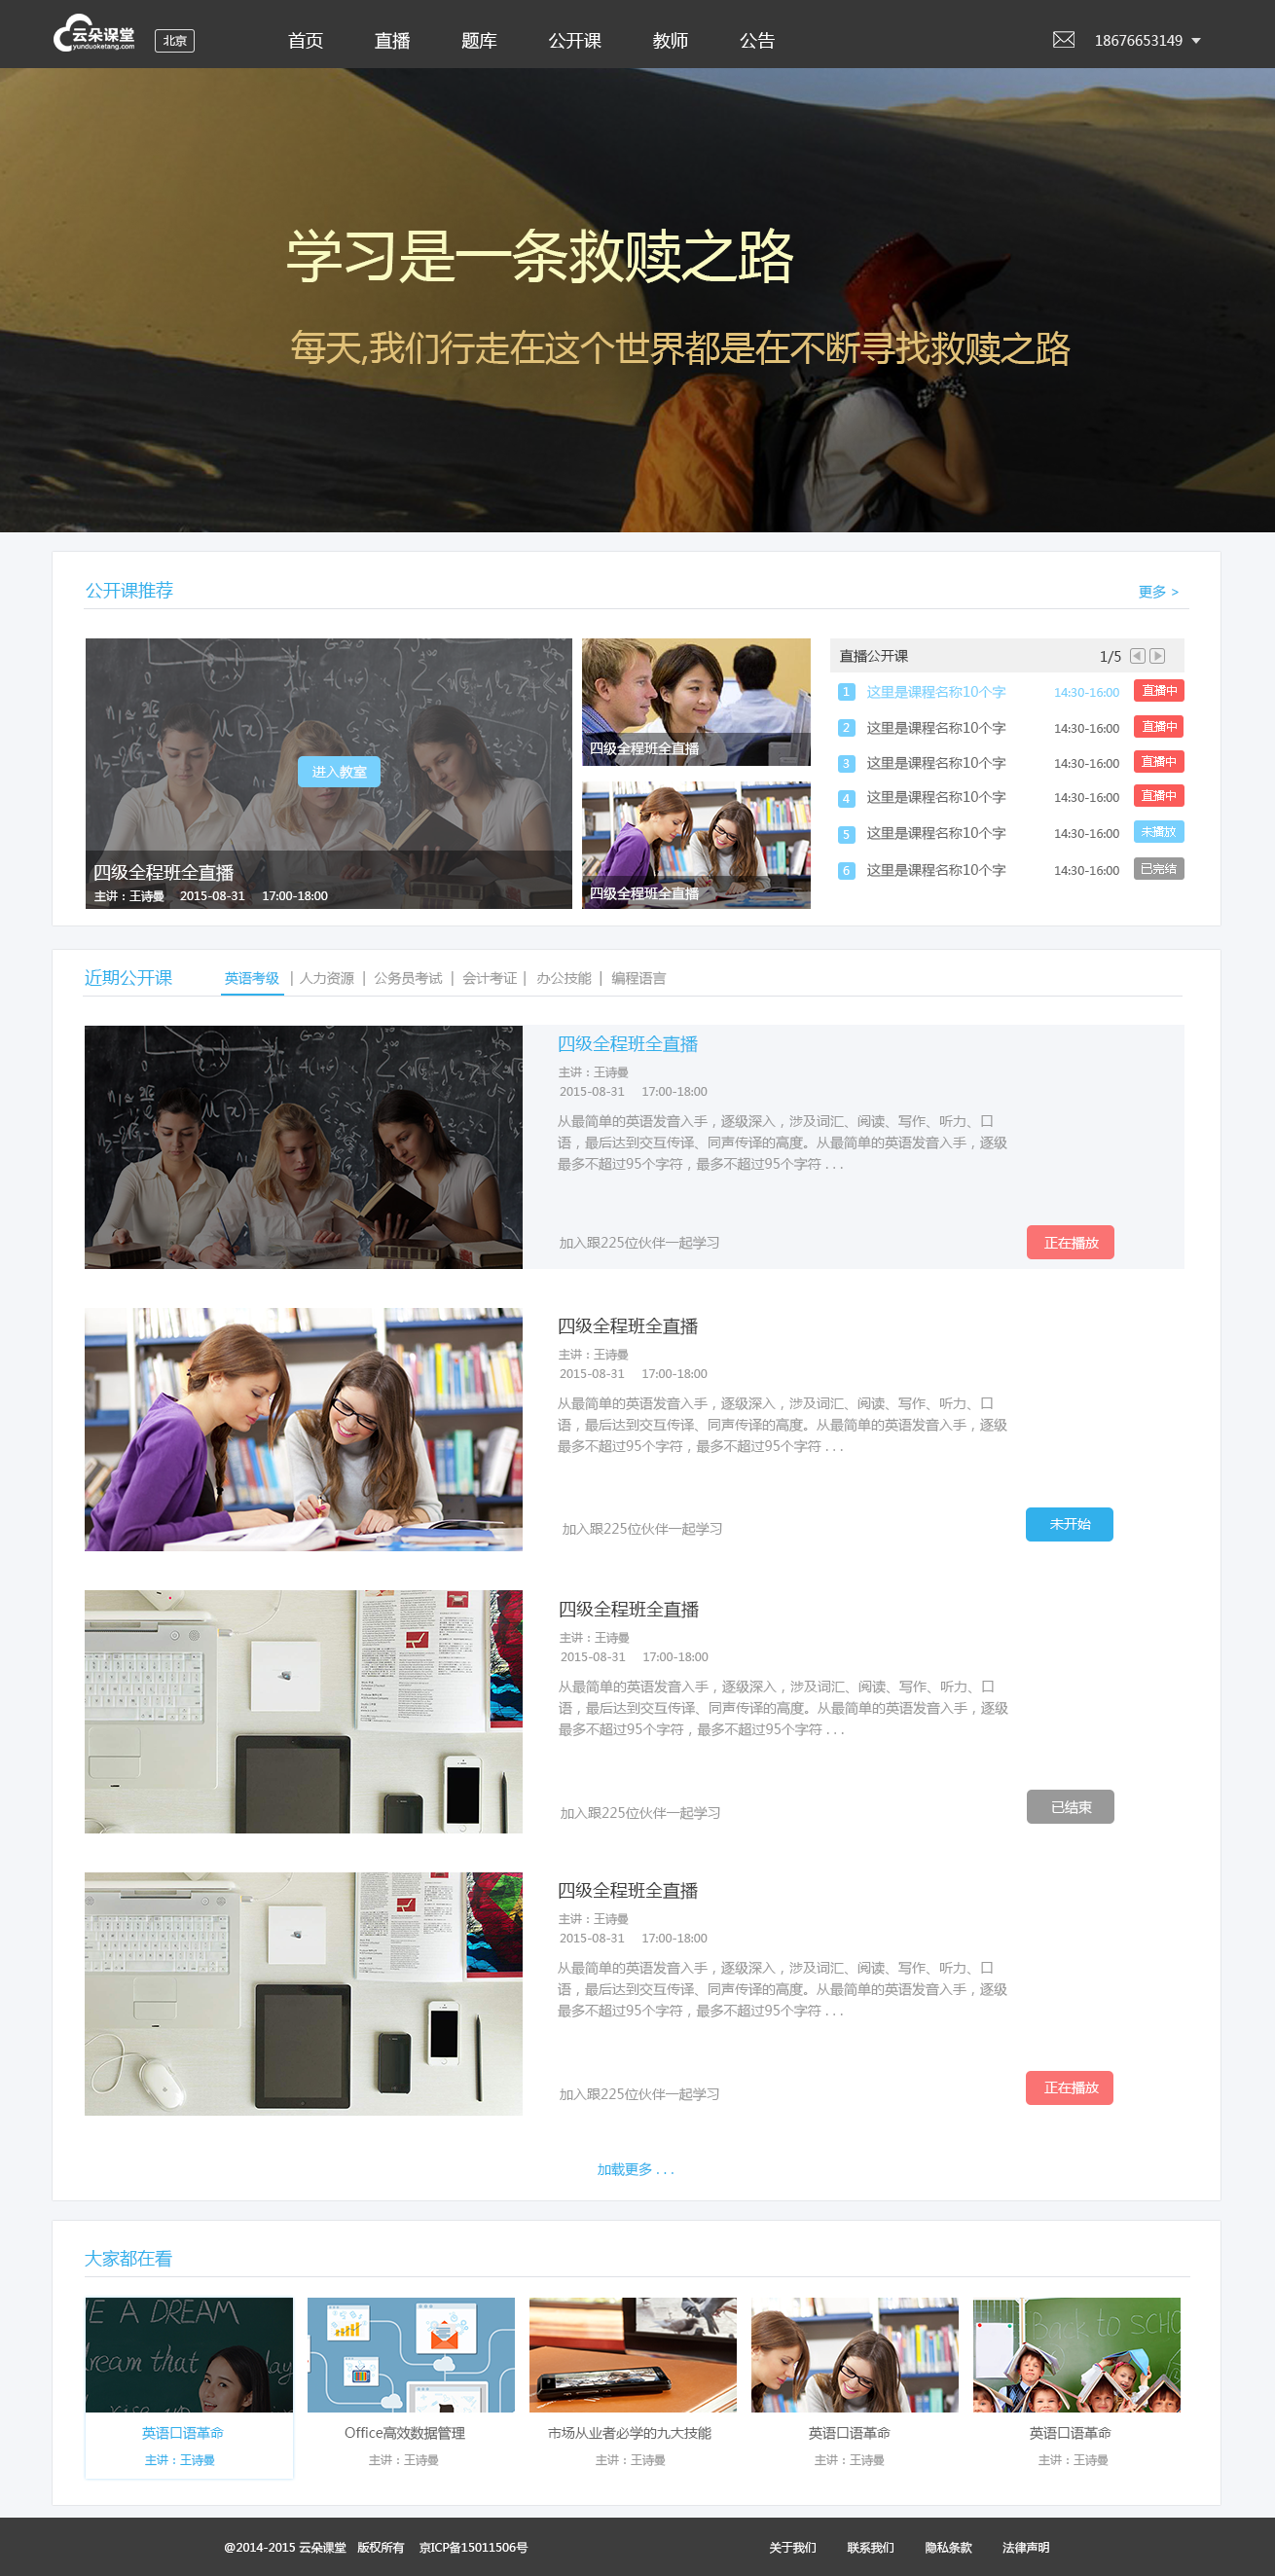 云朵课堂
yunduoketang.com
北京
首页 直播 题库 公开课 教师 公告
18676653149
学习是一条救赎之路
每天,我们行走在这个世界都是在不断寻找救赎之路
公开课推荐
更多 >
进入教室
四级全程班全直播
主讲：王诗曼 2015-08-31 17:00-18:00
四级全程班全直播
四级全程班全直播
直播公开课 1/5
1 这里是课程名称10个字 14:30-16:00 直播中
2 这里是课程名称10个字 14:30-16:00 直播中
3 这里是课程名称10个字 14:30-16:00 直播中
4 这里是课程名称10个字 14:30-16:00 直播中
5 这里是课程名称10个字 14:30-16:00 未播放
6 这里是课程名称10个字 14:30-16:00 已完结
近期公开课
英语考级 | 人力资源 | 公务员考试 | 会计考证 | 办公技能 | 编程语言
四级全程班全直播
主讲：王诗曼
2015-08-31 17:00-18:00
从最简单的英语发音入手，逐级深入，涉及词汇、阅读、写作、听力、口
语，最后达到交互传译、同声传译的高度。从最简单的英语发音入手，逐级
最多不超过95个字符，最多不超过95个字符 . . .
加入跟225位伙伴一起学习
正在播放
四级全程班全直播
主讲：王诗曼
2015-08-31 17:00-18:00
从最简单的英语发音入手，逐级深入，涉及词汇、阅读、写作、听力、口
语，最后达到交互传译、同声传译的高度。从最简单的英语发音入手，逐级
最多不超过95个字符，最多不超过95个字符 . . .
加入跟225位伙伴一起学习
未开始
四级全程班全直播
主讲：王诗曼
2015-08-31 17:00-18:00
从最简单的英语发音入手，逐级深入，涉及词汇、阅读、写作、听力、口
语，最后达到交互传译、同声传译的高度。从最简单的英语发音入手，逐级
最多不超过95个字符，最多不超过95个字符 . . .
加入跟225位伙伴一起学习
已结束
四级全程班全直播
主讲：王诗曼
2015-08-31 17:00-18:00
从最简单的英语发音入手，逐级深入，涉及词汇、阅读、写作、听力、口
语，最后达到交互传译、同声传译的高度。从最简单的英语发音入手，逐级
最多不超过95个字符，最多不超过95个字符 . . .
加入跟225位伙伴一起学习
正在播放
加载更多 . . .
大家都在看
A DREAM
dream that
Back to SCHO
英语口语革命
主讲：王诗曼
Office高效数据管理
主讲：王诗曼
市场从业者必学的九大技能
主讲：王诗曼
英语口语革命
主讲：王诗曼
英语口语革命
主讲：王诗曼
@2014-2015 云朵课堂 版权所有 京ICP备15011506号
关于我们 联系我们 隐私条款 法律声明